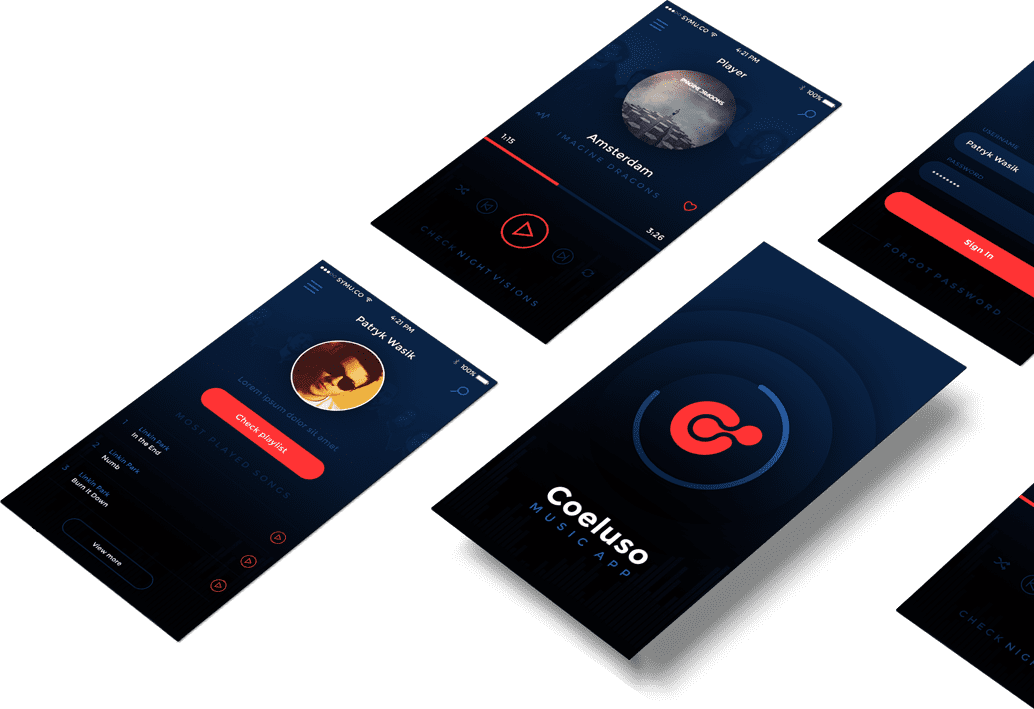 SYMU.CO
4:21 PM
100%
Player
IMAGINE DRAGONS
Amsterdam
IMAGINE DRAGONS
1:15
3:26
CHECK NIGHT VISIONS
USERNAME
Patryk Wasik
PASSWORD
Sign In
FORGOT PASSWORD
SYMU.CO
4:21 PM
100%
Patryk Wasik
Lorem ipsum dolor sit amet
Check playlist
MOST PLAYED SONGS
1 Linkin Park
In the End
2 Linkin Park
Numb
3 Linkin Park
Burn It Down
View more
Coeluso
MUSIC APP
CHECK NIG